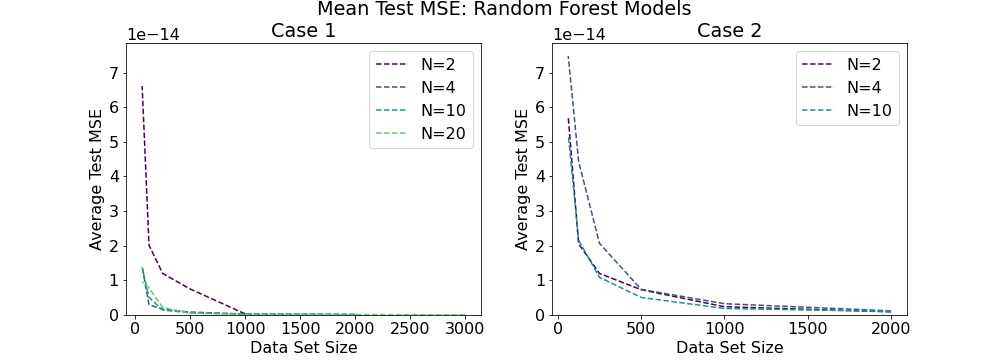 Mean Test MSE: Random Forest Models
Case 1
1e−14
N=2
N=4
N=10
N=20
7
6
5
4
3
2
1
0
Average Test MSE
0 500 1000 1500 2000 2500 3000
Data Set Size
Case 2
1e−14
N=2
N=4
N=10
7
6
5
4
3
2
1
0
Average Test MSE
0 500 1000 1500 2000
Data Set Size